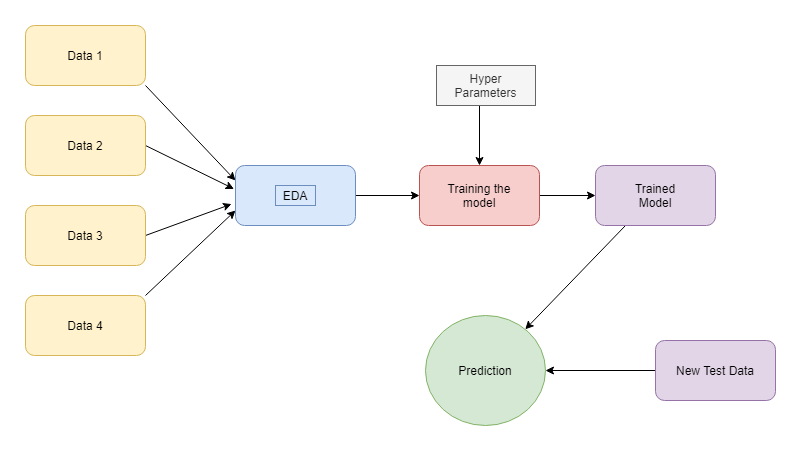 Data 1
Data 2
Data 3
Data 4
EDA
Hyper
Parameters
Training the
model
Trained
Model
Prediction
New Test Data